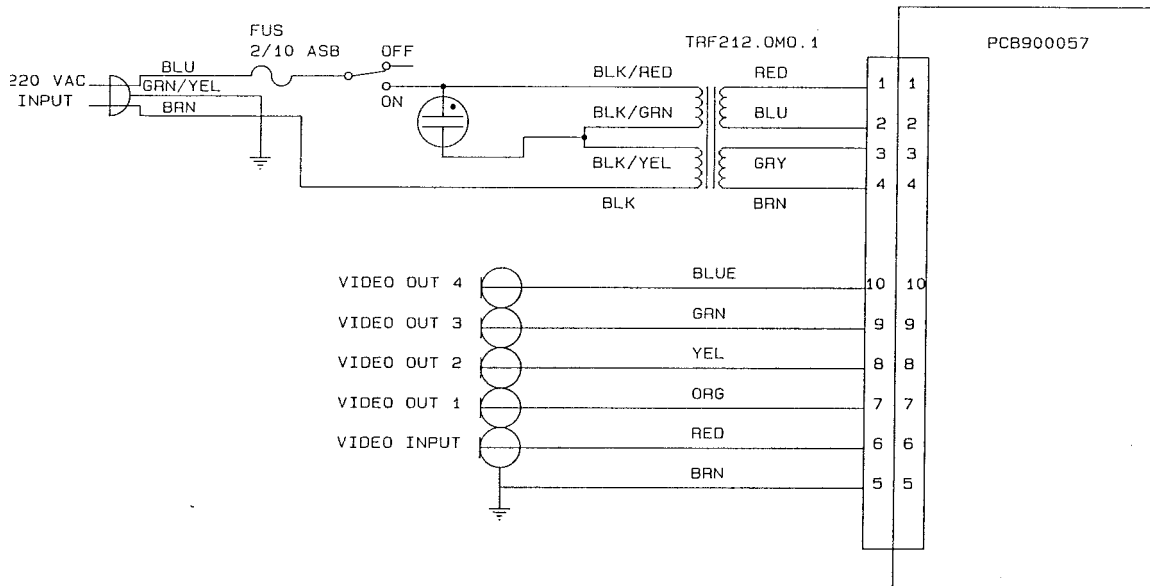 FUS
2/10 ASB
OFF
TRF212.OMO.1
PCB900057
220 VAC
INPUT
BLU
GRN/YEL
BRN
ON
BLK/RED
RED
1 1
BLK/GRN
BLU
2 2
BLK/YEL
GRY
3 3
4 4
BLK
BRN
VIDEO OUT 4
BLUE
10 10
VIDEO OUT 3
GRN
9 9
VIDEO OUT 2
YEL
8 8
VIDEO OUT 1
ORG
7 7
VIDEO INPUT
RED
6 6
BRN
5 5